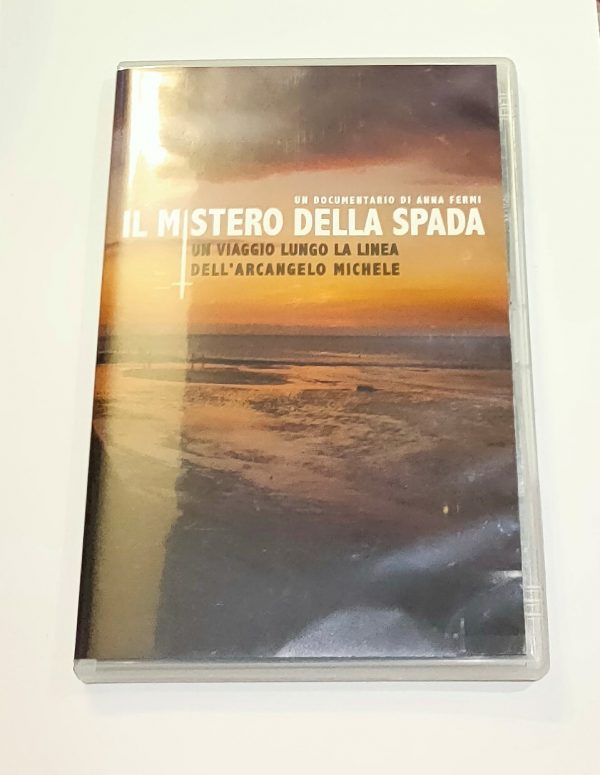 UN DOCUMENTARIO DI ANNA FERMI
IL MISTERO DELLA SPADA
UN VIAGGIO LUNGO LA LINEA
DELL'ARCANGELO MICHELE